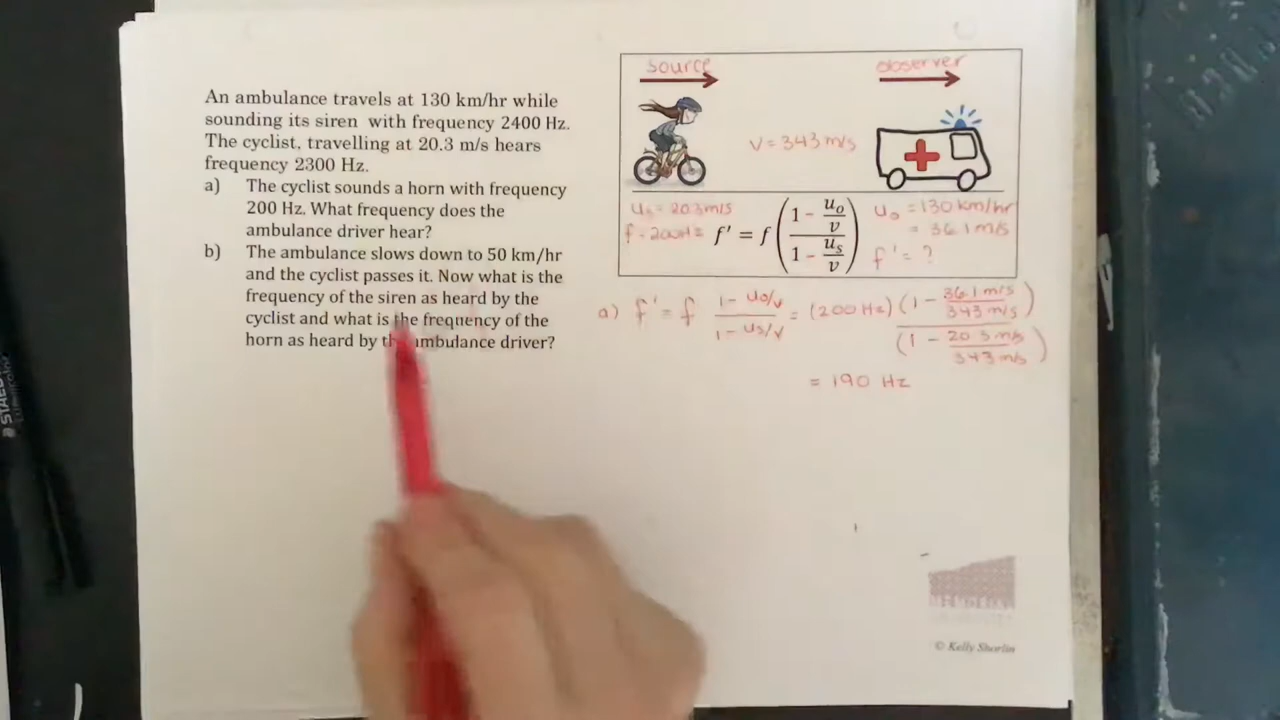 An ambulance travels at 130 km/hr while
sounding its siren with frequency 2400 Hz.
The cyclist, travelling at 20.3 m/s hears
frequency 2300 Hz.
a) The cyclist sounds a horn with frequency
200 Hz. What frequency does the
ambulance driver hear?
b) The ambulance slows down to 50 km/hr
and the cyclist passes it. Now what is the
frequency of the siren as heard by the
cyclist and what is the frequency of the
horn as heard by ambulance driver?
source
observer
v = 343 m/s
us = 20.3 m/s
f = 200Hz
f' = f (1 - uo/v / 1 - us/v)
uo = 130 km/hr
= 36.1 m/s
f' = ?
a) f' = f 1 - uo/v / 1 - us/v = (200 Hz) (1 - 36.1 m/s / 343 m/s) / (1 - 20.3 m/s / 343 m/s)
= 190 Hz
© Kelly Shorlin